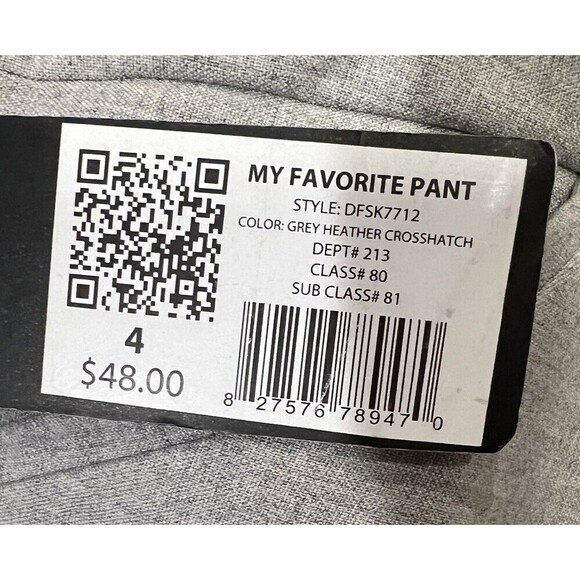 MY FAVORITE PANT
STYLE: DFSK7712
COLOR: GREY HEATHER CROSSHATCH
DEPT# 213
CLASS# 80
SUB CLASS# 81
4
$48.00
8 27576 78947 0